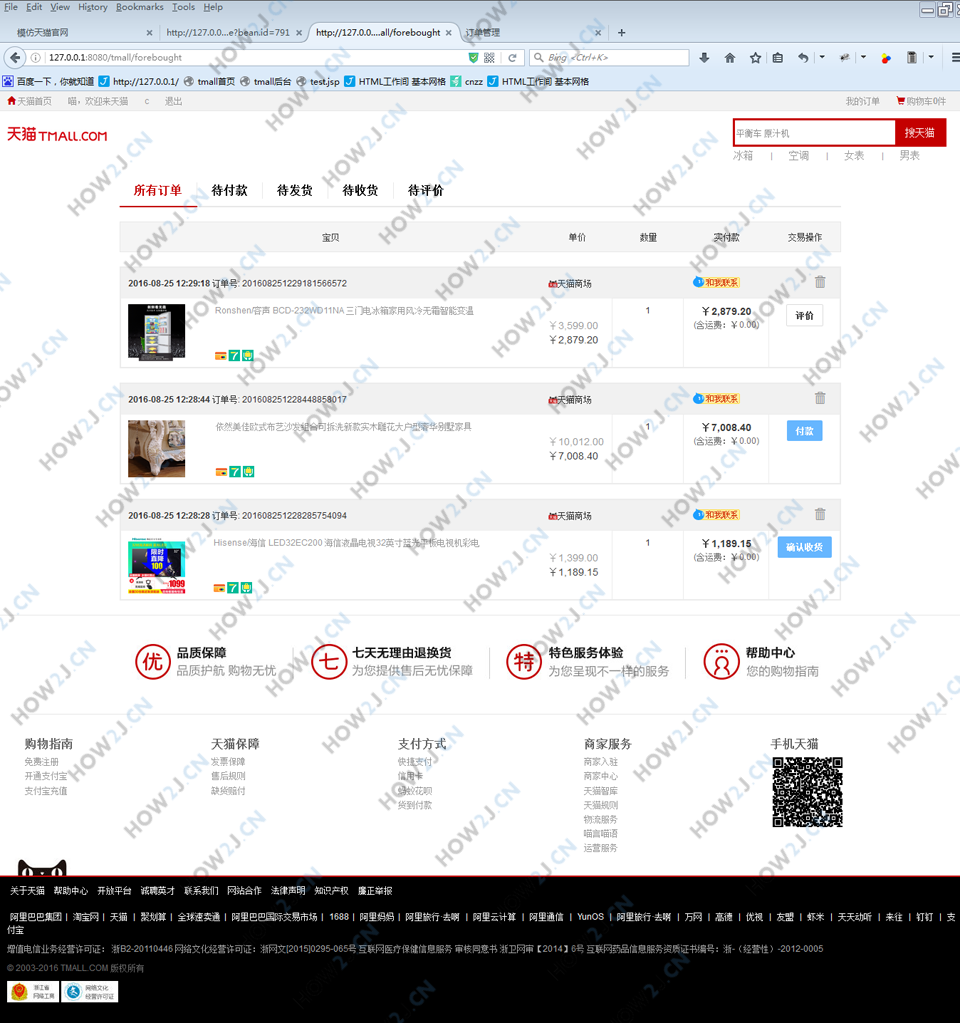 File Edit View History Bookmarks Tools Help
模仿天猫官网 × http://127.0.0...e?bean.id=791 × http://127.0.0....all/forebought × 订单管理 × +
127.0.0.1:8080/tmall/forebought Bing <Ctrl+K>
百度一下，你就知道 http://127.0.0.1/ tmall首页 tmall后台 test.jsp HTML工作间 基本网格 cnzz HTML工作间 基本网格
天猫首页 喵，欢迎来天猫 c 退出 我的订单 购物车0件
天猫 TMALL.COM 平衡车 原汁机 搜天猫
冰箱 | 空调 | 女表 | 男表
所有订单 待付款 待发货 待收货 待评价
宝贝 单价 数量 实付款 交易操作
2016-08-25 12:29:18 订单号: 201608251229181566572 天猫商场 和我联系
Ronshen/容声 BCD-232WD11NA 三门电冰箱家用风冷无霜智能变温 1 ￥2,879.20 评价
￥3,599.00 (含运费：￥0.00)
￥2,879.20
7
2016-08-25 12:28:44 订单号: 201608251228448858017 天猫商场 和我联系
依然美佳欧式布艺沙发组合可拆洗新款实木雕花大户型奢华别墅家具 1 ￥7,008.40 付款
￥10,012.00 (含运费：￥0.00)
￥7,008.40
7
2016-08-25 12:28:28 订单号: 201608251228285754094 天猫商场 和我联系
Hisense/海信 LED32EC200 海信液晶电视32英寸蓝光平板电视机彩电 1 ￥1,189.15 确认收货
￥1,399.00 (含运费：￥0.00)
￥1,189.15
限时
直降
100
1099
7
优 品质保障 七 七天无理由退换货 特 特色服务体验 帮助中心
品质护航 购物无忧 为您提供售后无忧保障 为您呈现不一样的服务 您的购物指南
购物指南 天猫保障 支付方式 商家服务 手机天猫
免费注册 发票保障 快捷支付 商家入驻
开通支付宝 售后规则 信用卡 商家中心
支付宝充值 缺货赔付 蚂蚁花呗 天猫智库
货到付款 天猫规则
物流服务
喵言喵语
运营服务
关于天猫 帮助中心 开放平台 诚聘英才 联系我们 网站合作 法律声明 知识产权 廉正举报
阿里巴巴集团 | 淘宝网 | 天猫 | 聚划算 | 全球速卖通 | 阿里巴巴国际交易市场 | 1688 | 阿里妈妈 | 阿里旅行·去啊 | 阿里云计算 | 阿里通信 | YunOS | 阿里旅行·去啊 | 万网 | 高德 | 优视 | 友盟 | 虾米 | 天天动听 | 来往 | 钉钉 | 支
付宝
增值电信业务经营许可证： 浙B2-20110446 网络文化经营许可证：浙网文[2015]0295-065号 互联网医疗保健信息服务 审核同意书 浙卫网审【2014】6号 互联网药品信息服务资质证书编号：浙-（经营性）-2012-0005
© 2003-2016 TMALL.COM 版权所有
浙江省 网络文化
网络工商 经营许可证
HOW2J.CN